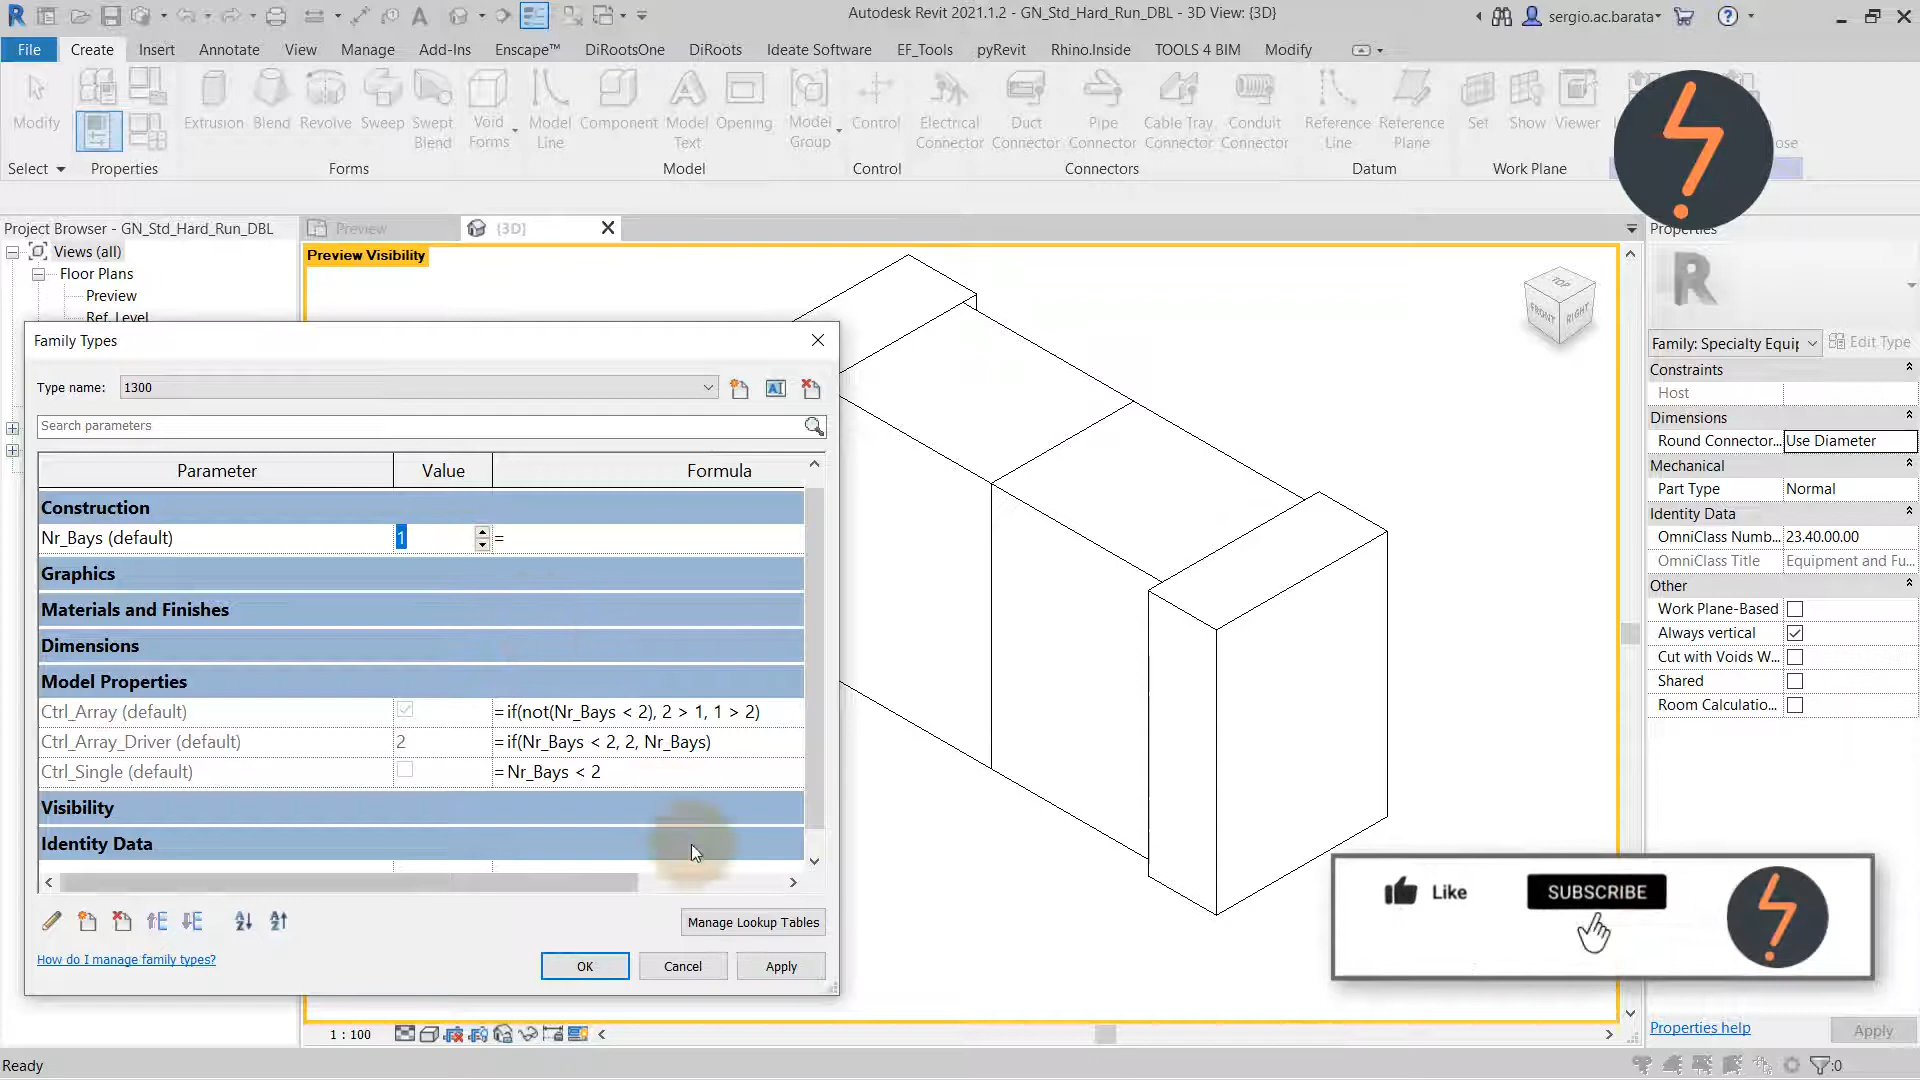 Autodesk Revit 2021.1.2 - GN_Std_Hard_Run_DBL - 3D View: {3D}
sergio.ac.barata
File Create Insert Annotate View Manage Add-Ins Enscape™ DiRootsOne DiRoots Ideate Software EF_Tools pyRevit Rhino.Inside TOOLS 4 BIM Modify
Modify
Extrusion Blend Revolve Sweep Swept Blend Void Forms
Model Line Component Model Text Opening Model Group
Control
Electrical Connector Duct Connector Pipe Connector Cable Tray Connector Conduit Connector
Reference Line Reference Plane
Set Show Viewer
Select Properties Forms Model Control Connectors Datum Work Plane
Project Browser - GN_Std_Hard_Run_DBL
Views (all)
Floor Plans
Preview
Ref. Level
Preview
{3D}
Preview Visibility
TOP
FRONT
RIGHT
Family Types
Type name: 1300
Search parameters
Parameter Value Formula
Construction
Nr_Bays (default) 1 =
Graphics
Materials and Finishes
Dimensions
Model Properties
Ctrl_Array (default) = if(not(Nr_Bays < 2), 2 > 1, 1 > 2)
Ctrl_Array_Driver (default) 2 = if(Nr_Bays < 2, 2, Nr_Bays)
Ctrl_Single (default) = Nr_Bays < 2
Visibility
Identity Data
Manage Lookup Tables
How do I manage family types?
OK Cancel Apply
Properties
Family: Specialty Equip
Edit Type
Constraints
Host
Dimensions
Round Connector... Use Diameter
Mechanical
Part Type Normal
Identity Data
OmniClass Numb... 23.40.00.00
OmniClass Title Equipment and Fu...
Other
Work Plane-Based
Always vertical
Cut with Voids W...
Shared
Room Calculatio...
Like
SUBSCRIBE
Properties help
Apply
1 : 100
Ready
:0